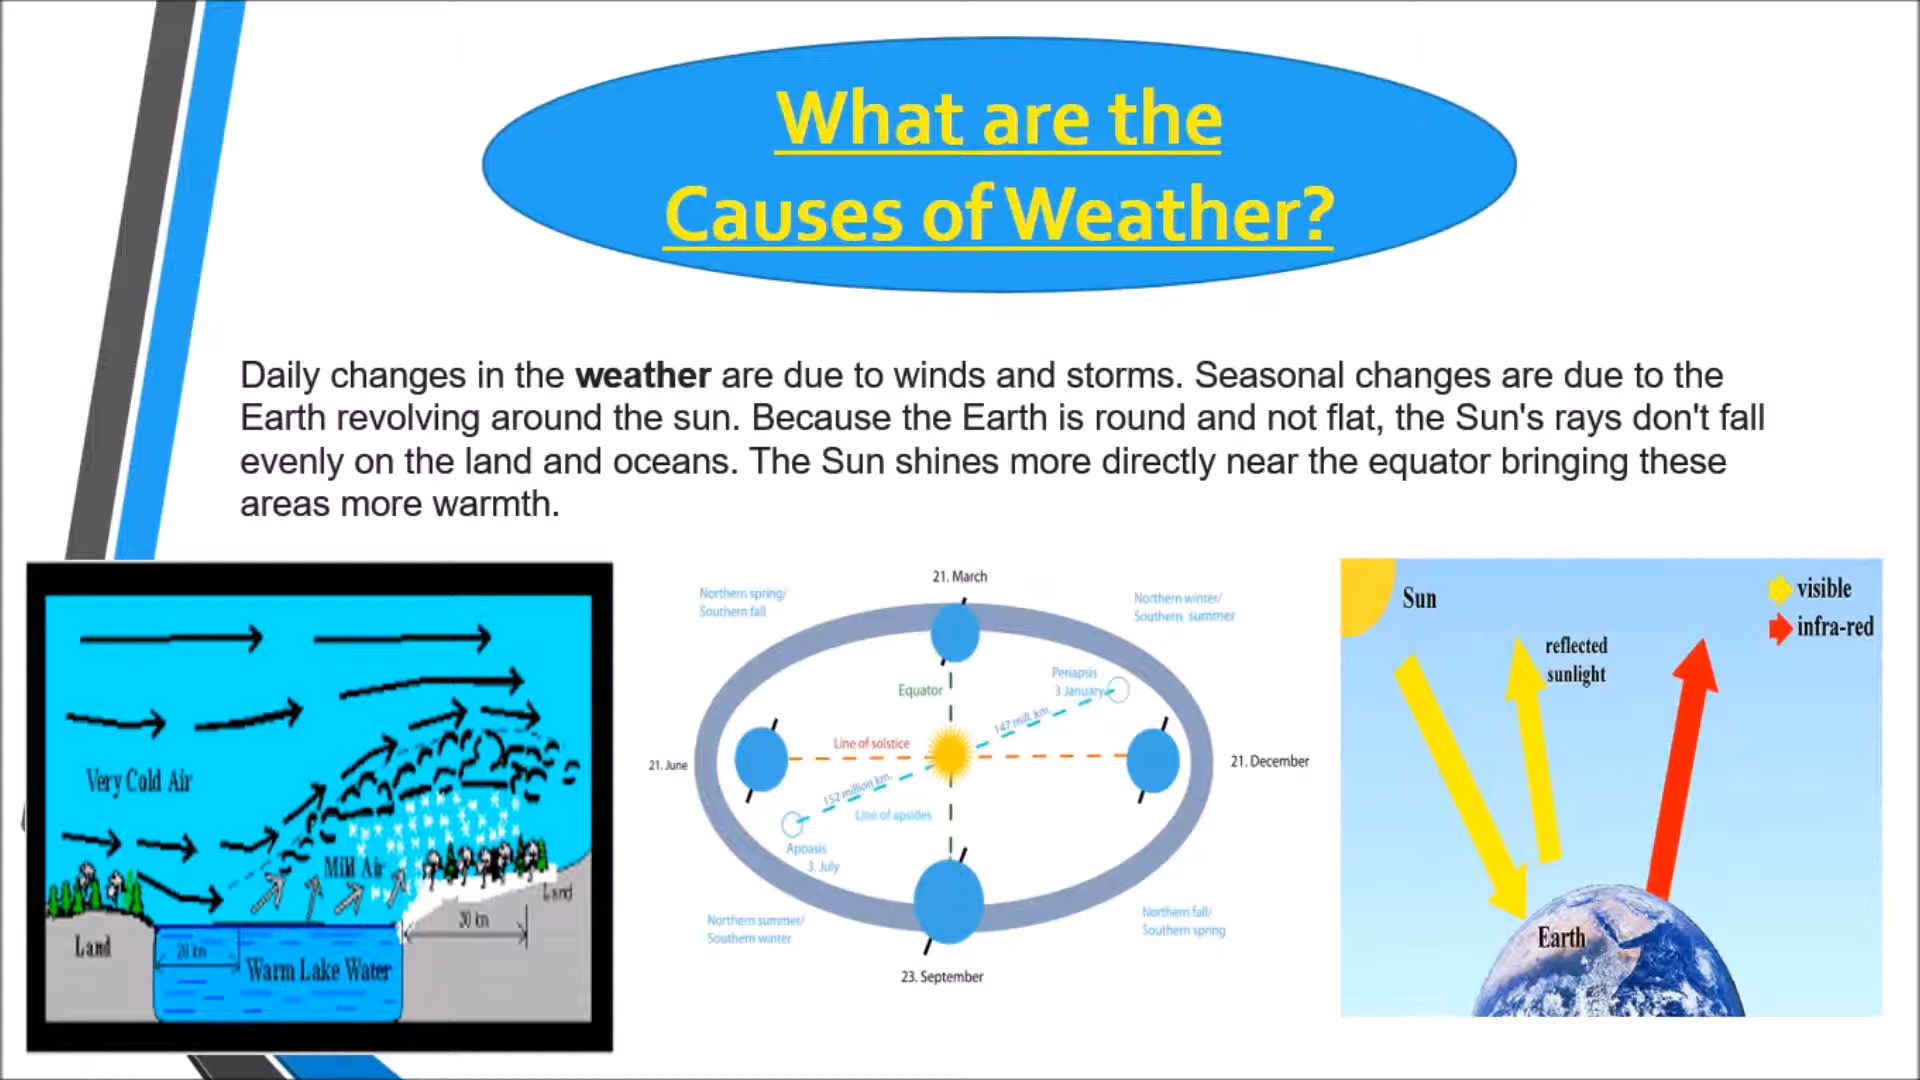 What are the
Causes of Weather?
Daily changes in the weather are due to winds and storms. Seasonal changes are due to the
Earth revolving around the sun. Because the Earth is round and not flat, the Sun's rays don't fall
evenly on the land and oceans. The Sun shines more directly near the equator bringing these
areas more warmth.
Very Cold Air
Mild Air
Land
30 km
Land
20 km
Warm Lake Water
21. March
Northern spring/
Southern fall
Northern winter/
Southern summer
Equator
Periapsis
3 January
147 mill. km.
Line of solstice
21. June
21. December
152 million km.
Line of apsides
Apoasis
3. July
Northern summer/
Southern winter
Northern fall/
Southern spring
23. September
Sun
visible
infra-red
reflected
sunlight
Earth